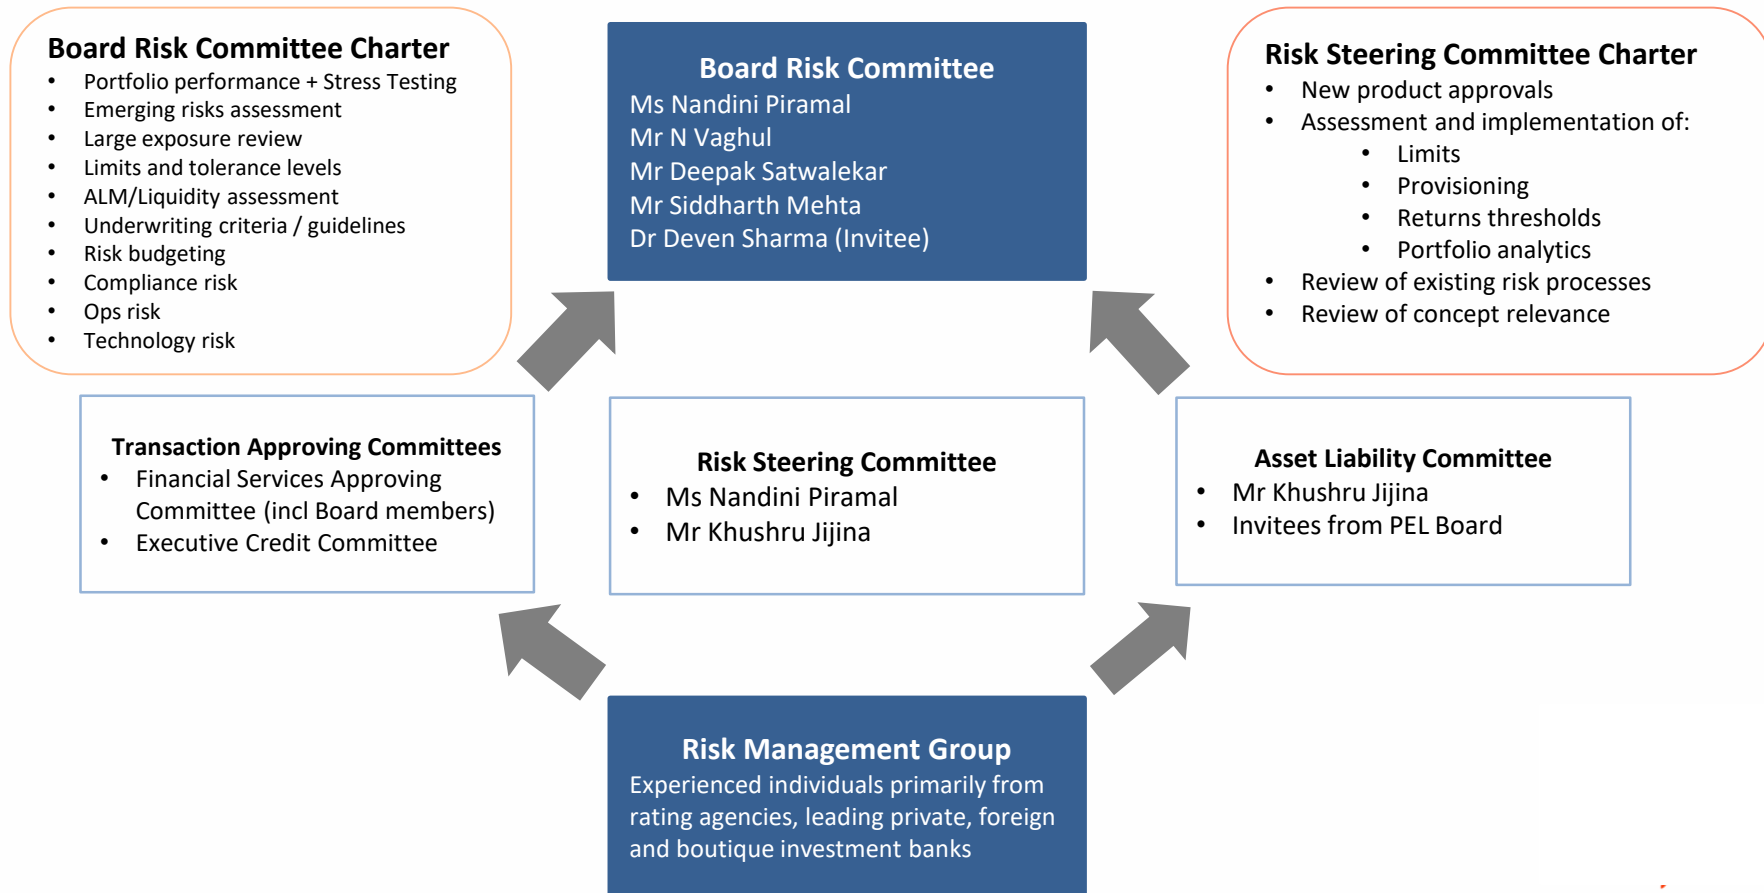 Board Risk Committee Charter
• Portfolio performance + Stress Testing
• Emerging risks assessment
• Large exposure review
• Limits and tolerance levels
• ALM/Liquidity assessment
• Underwriting criteria / guidelines
• Risk budgeting
• Compliance risk
• Ops risk
• Technology risk
Board Risk Committee
Ms Nandini Piramal
Mr N Vaghul
Mr Deepak Satwalekar
Mr Siddharth Mehta
Dr Deven Sharma (Invitee)
Risk Steering Committee Charter
• New product approvals
• Assessment and implementation of:
• Limits
• Provisioning
• Returns thresholds
• Portfolio analytics
• Review of existing risk processes
• Review of concept relevance
Transaction Approving Committees
• Financial Services Approving
Committee (incl Board members)
• Executive Credit Committee
Risk Steering Committee
• Ms Nandini Piramal
• Mr Khushru Jijina
Asset Liability Committee
• Mr Khushru Jijina
• Invitees from PEL Board
Risk Management Group
Experienced individuals primarily from
rating agencies, leading private, foreign
and boutique investment banks